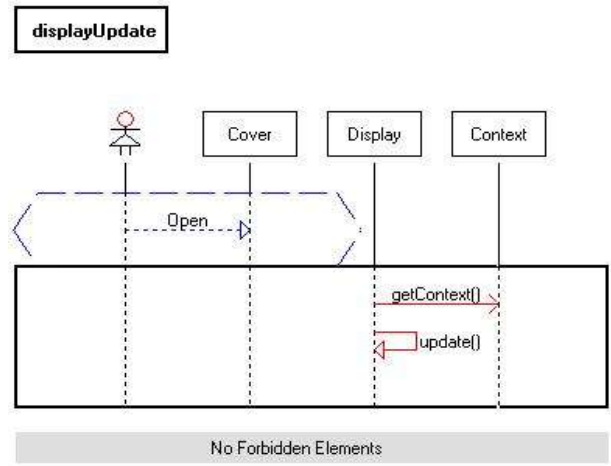 displayUpdate
Cover
Display
Context
Open
getContext()
update()
No Forbidden Elements